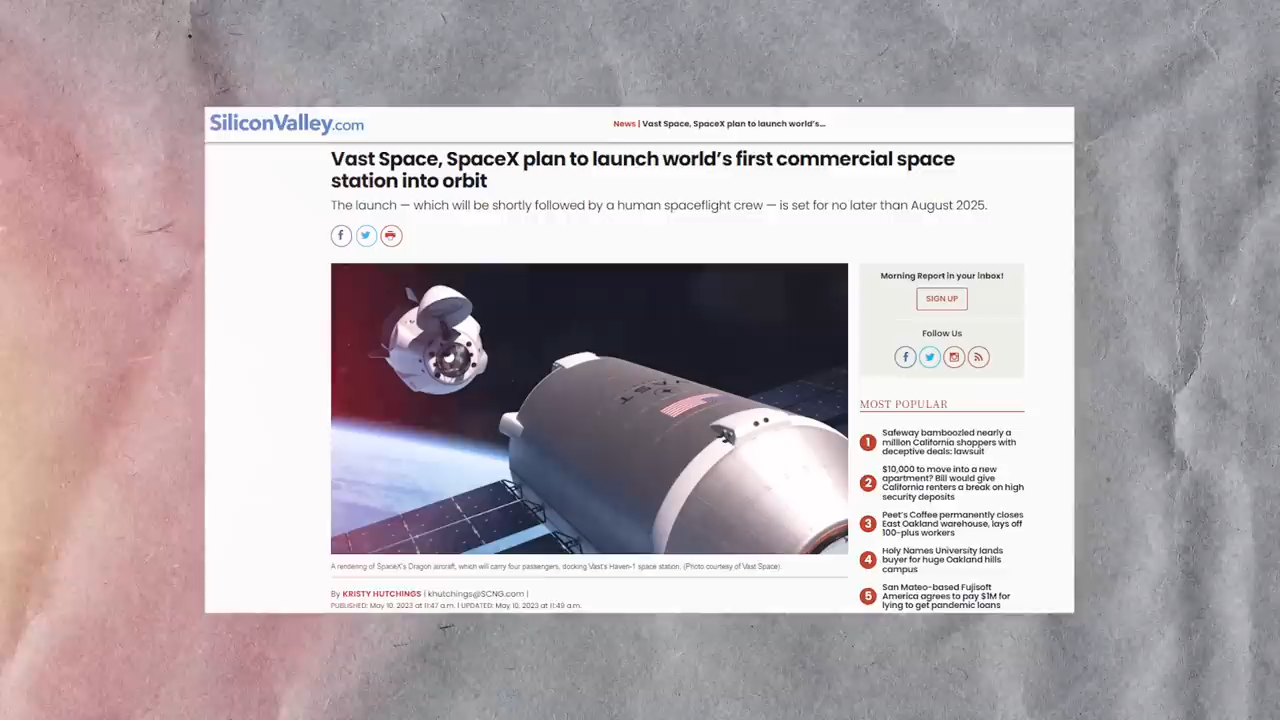 SiliconValley.com
News | Vast Space, SpaceX plan to launch world's...
Vast Space, SpaceX plan to launch world's first commercial space
station into orbit
The launch — which will be shortly followed by a human spaceflight crew — is set for no later than August 2025.
VAST
A rendering of SpaceX's Dragon aircraft, which will carry four passengers, docking Vast's Haven-1 space station. (Photo courtesy of Vast Space).
By KRISTY HUTCHINGS | khutchings@SCNG.com |
PUBLISHED: May 10, 2023 at 11:47 a.m. | UPDATED: May 10, 2023 at 11:49 a.m.
Morning Report in your inbox!
SIGN UP
Follow Us
MOST POPULAR
1 Safeway bamboozled nearly a
million California shoppers with
deceptive deals: lawsuit
2 $10,000 to move into a new
apartment? Bill would give
California renters a break on high
security deposits
3 Peet's Coffee permanently closes
East Oakland warehouse, lays off
100-plus workers
4 Holy Names University lands
buyer for huge Oakland hills
campus
5 San Mateo-based Fujisoft
America agrees to pay $1M for
lying to get pandemic loans